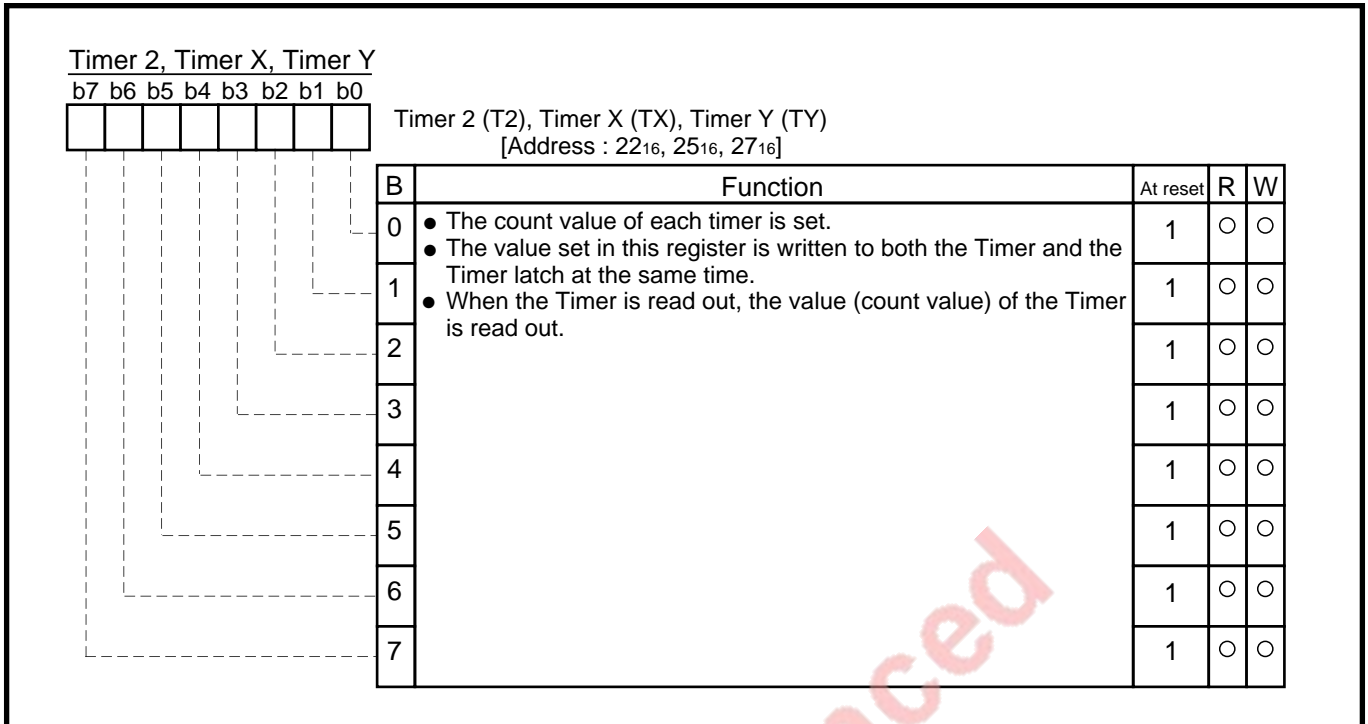 Timer 2, Timer X, Timer Y
b7 b6 b5 b4 b3 b2 b1 b0
Timer 2 (T2), Timer X (TX), Timer Y (TY)
[Address : 2216, 2516, 2716]
B Function At reset R W
0 ● The count value of each timer is set. 1 ○ ○
● The value set in this register is written to both the Timer and the
Timer latch at the same time.
1 1 ○ ○
● When the Timer is read out, the value (count value) of the Timer
is read out.
2 1 ○ ○
3 1 ○ ○
4 1 ○ ○
5 1 ○ ○
6 1 ○ ○
7 1 ○ ○